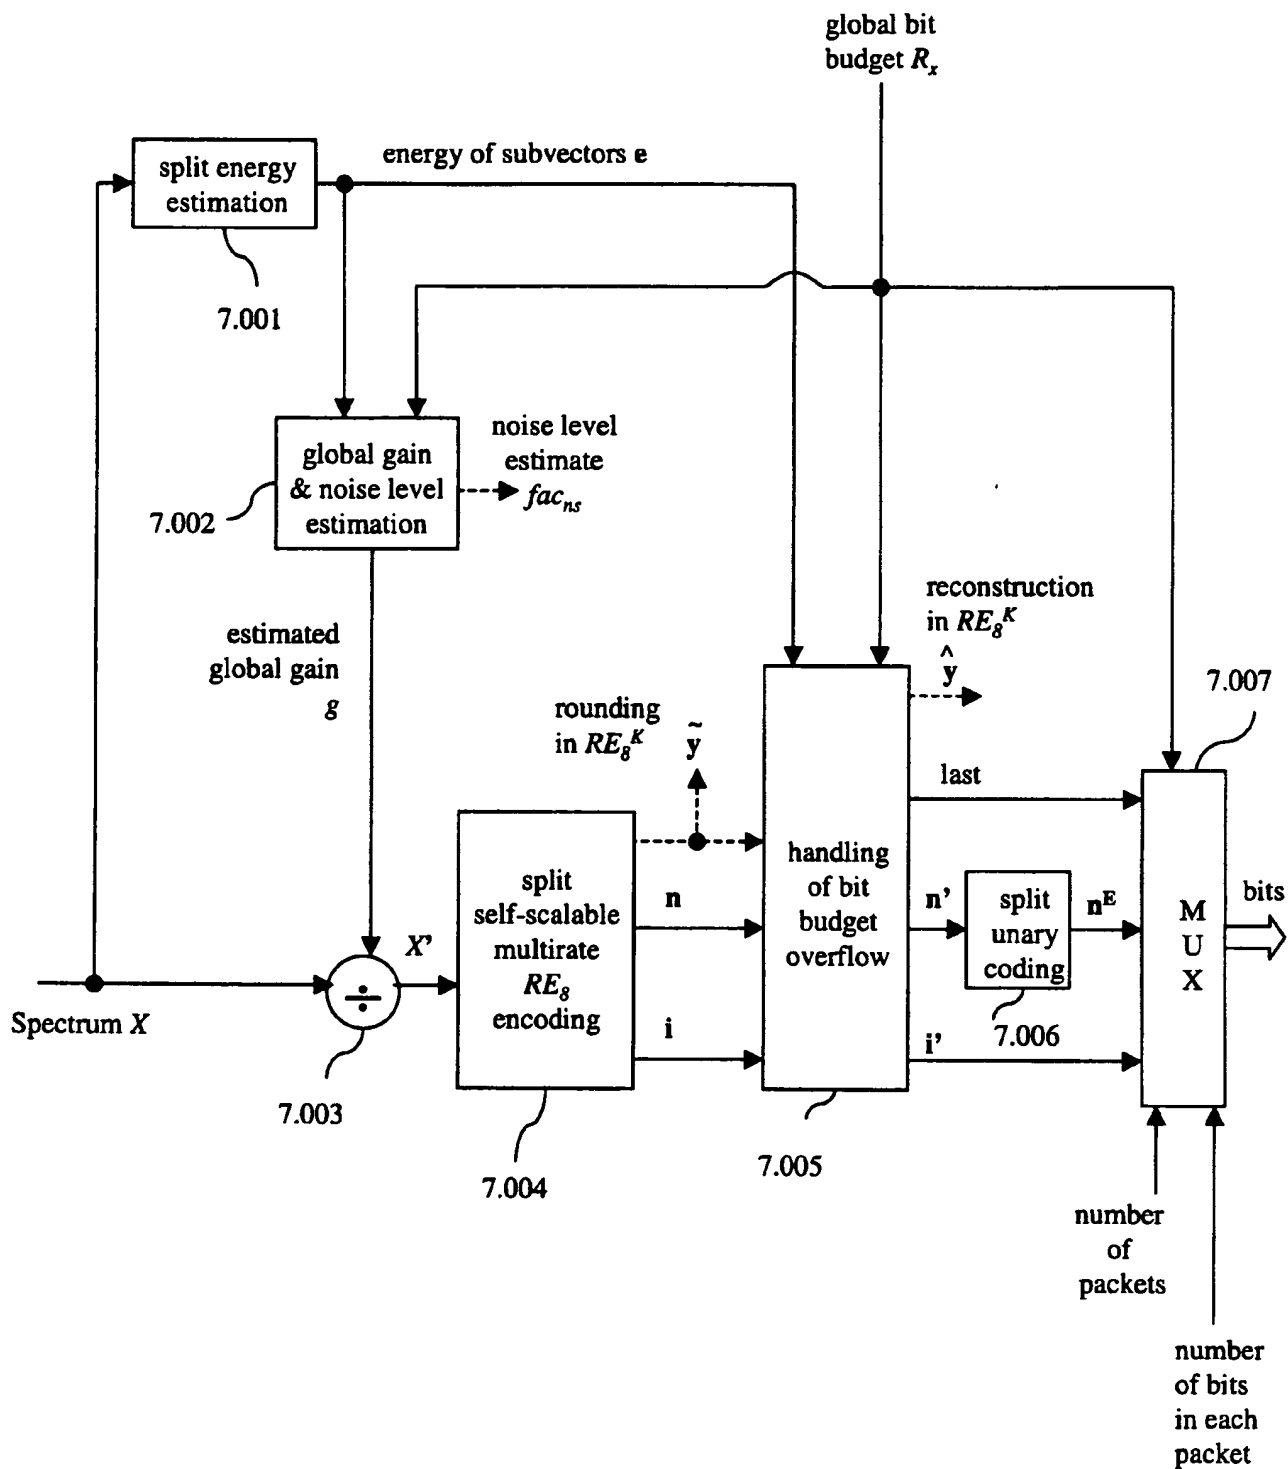 global bit
budget Rₓ
split energy
estimation
energy of subvectors e
7.001
global gain
& noise level
estimation
noise level
estimate
fac_ns
7.002
estimated
global gain
g
reconstruction
in RE₈ᴷ
ŷ
7.007
rounding
in RE₈ᴷ
ỹ
last
split
self-scalable
multirate
RE₈
encoding
n
i
handling
of bit
budget
overflow
n'
split
unary
coding
nᴱ
M
U
X
bits
X'
÷
Spectrum X
7.006
i'
7.003
7.004
7.005
number
of
packets
number
of bits
in each
packet